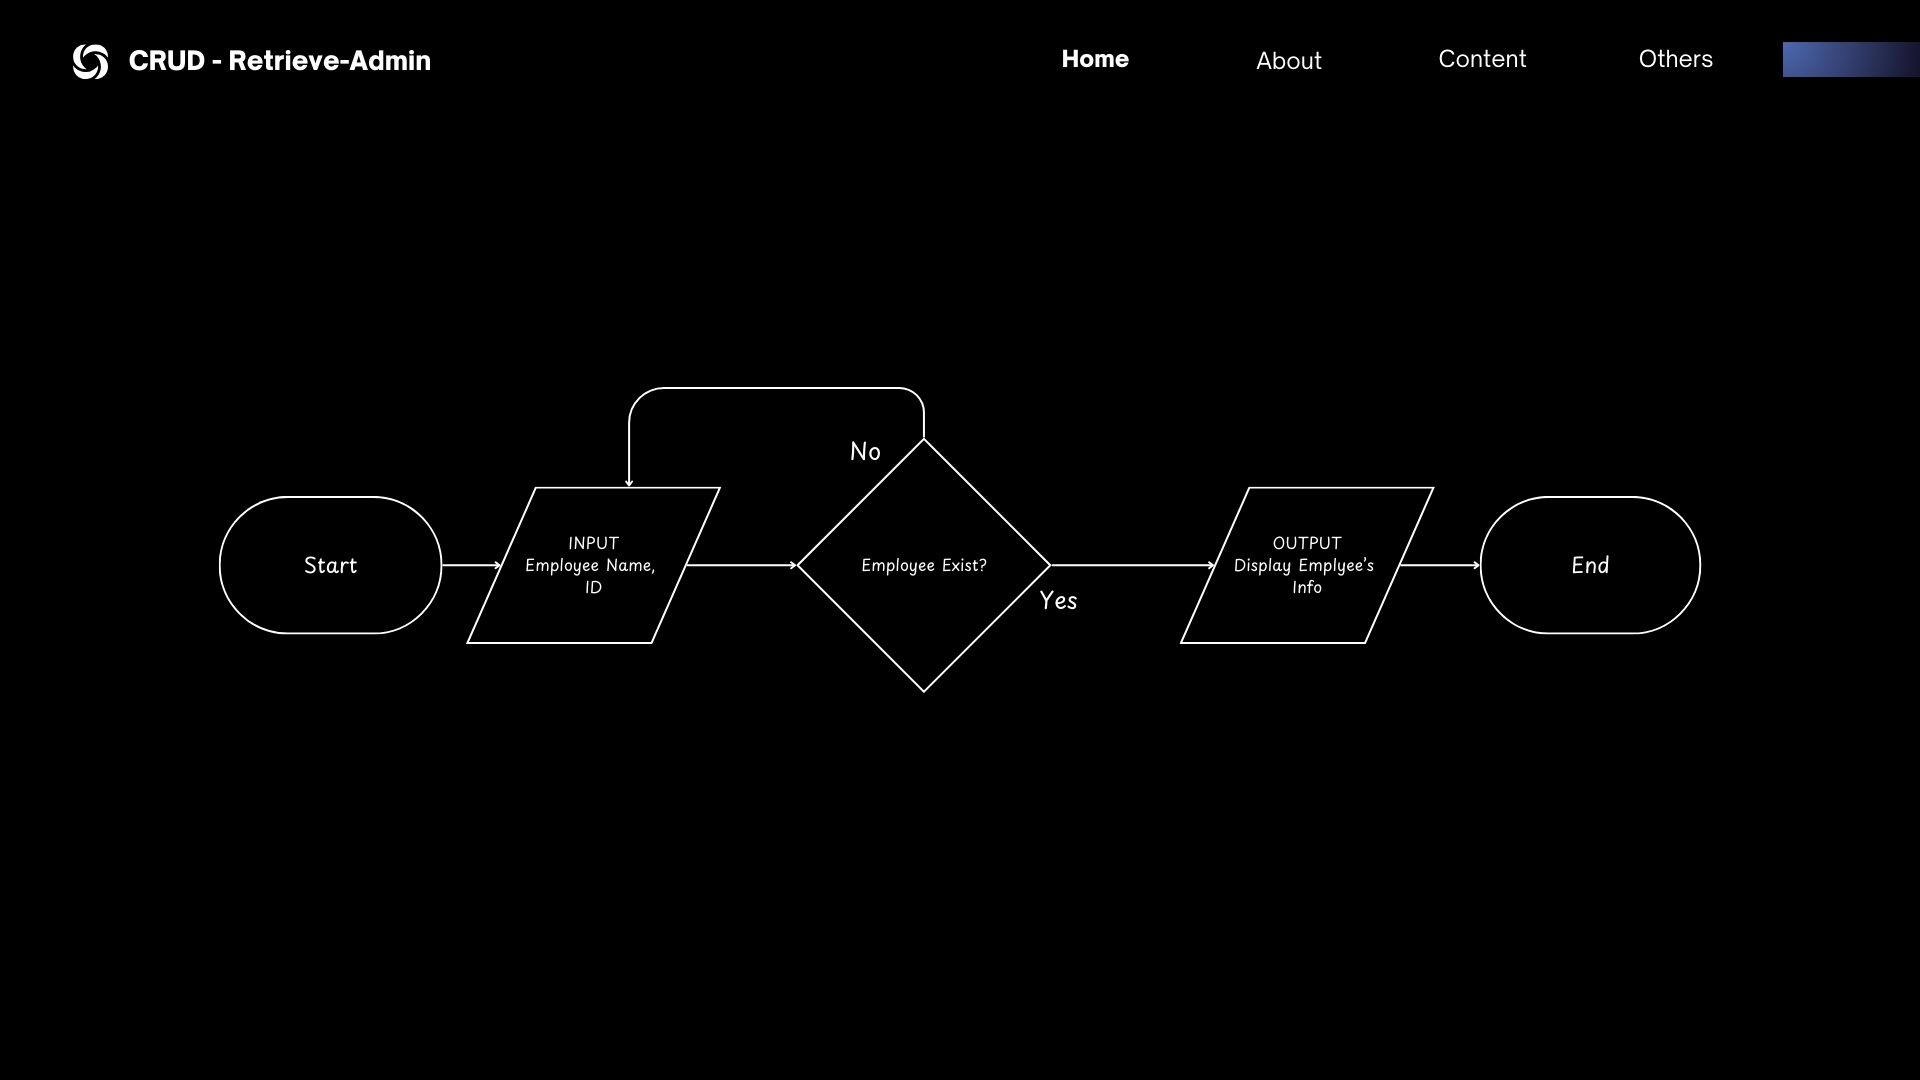 CRUD - Retrieve-Admin
Home
About
Content
Others
Start
INPUT
Employee Name,
ID
No
Employee Exist?
Yes
OUTPUT
Display Emplyee's
Info
End